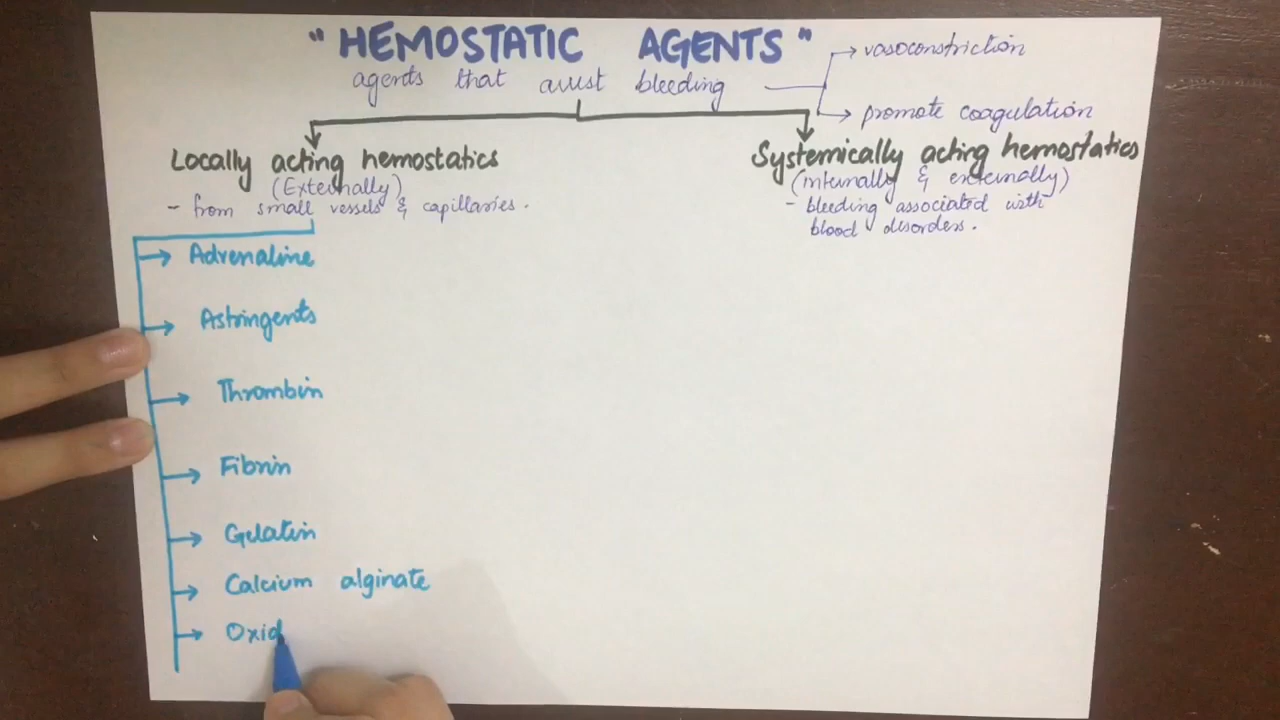 "HEMOSTATIC AGENTS"
agents that arrest bleeding
vasoconstriction
promote coagulation
Locally acting hemostatics
(Externally)
- from small vessels & capillaries.
Systemically acting hemostatics
(internally & externally)
- bleeding associated with
blood disorders.
Adrenaline
Astringents
Thrombin
Fibrin
Gelatin
Calcium alginate
Oxid